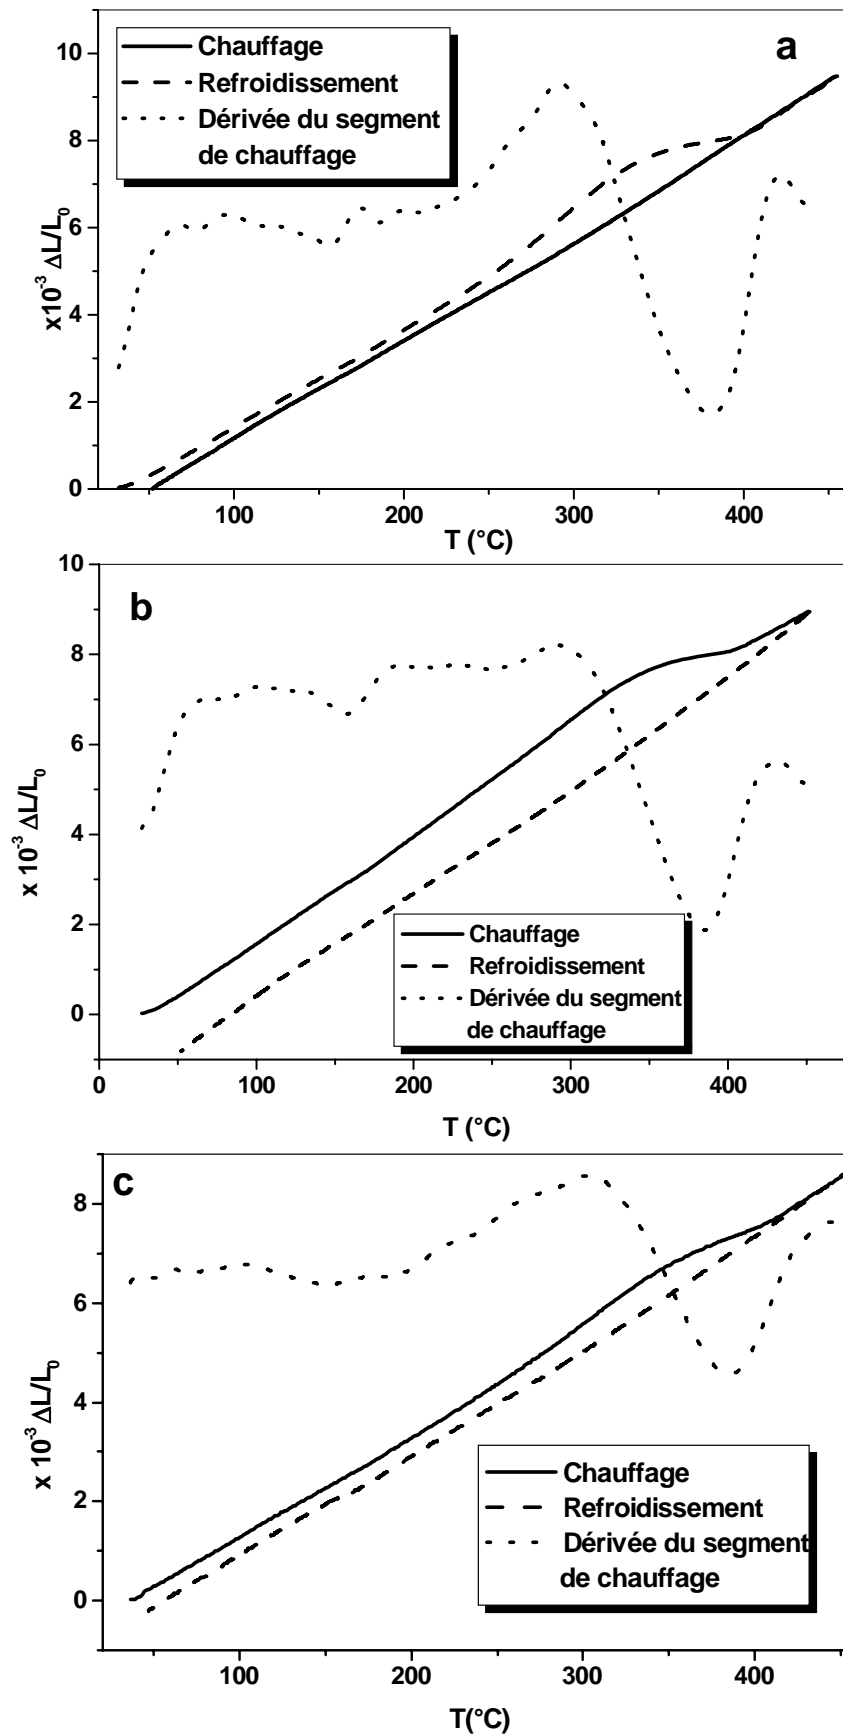 Chauffage
Refroidissement
Dérivée du segment
de chauffage
a
10
8
6
4
2
0
x10-3 ΔL/L0
100
200
300
400
T (°C)
b
10
8
6
4
2
0
x 10-3 ΔL/L0
Chauffage
Refroidissement
Dérivée du segment
de chauffage
0
100
200
300
400
T (°C)
c
8
6
4
2
0
x 10-3 ΔL/L0
Chauffage
Refroidissement
Dérivée du segment
de chauffage
100
200
300
400
T(°C)